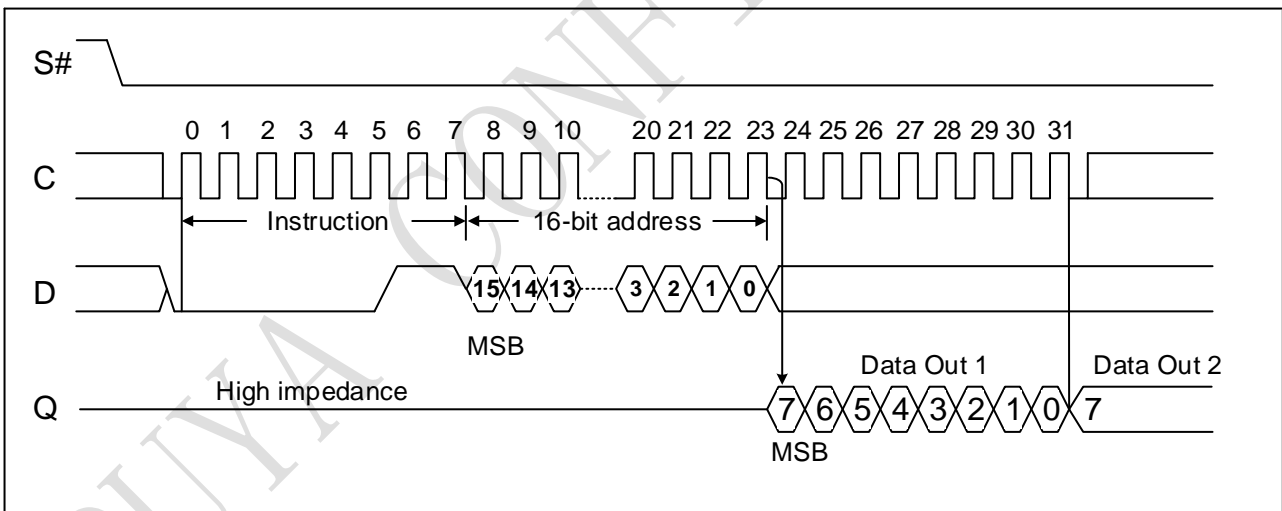 S#
0 1 2 3 4 5 6 7 8 9 10 20 21 22 23 24 25 26 27 28 29 30 31
C
Instruction 16-bit address
D
15 14 13 3 2 1 0
MSB
Data Out 1 Data Out 2
High impedance
Q
7 6 5 4 3 2 1 0 7
MSB